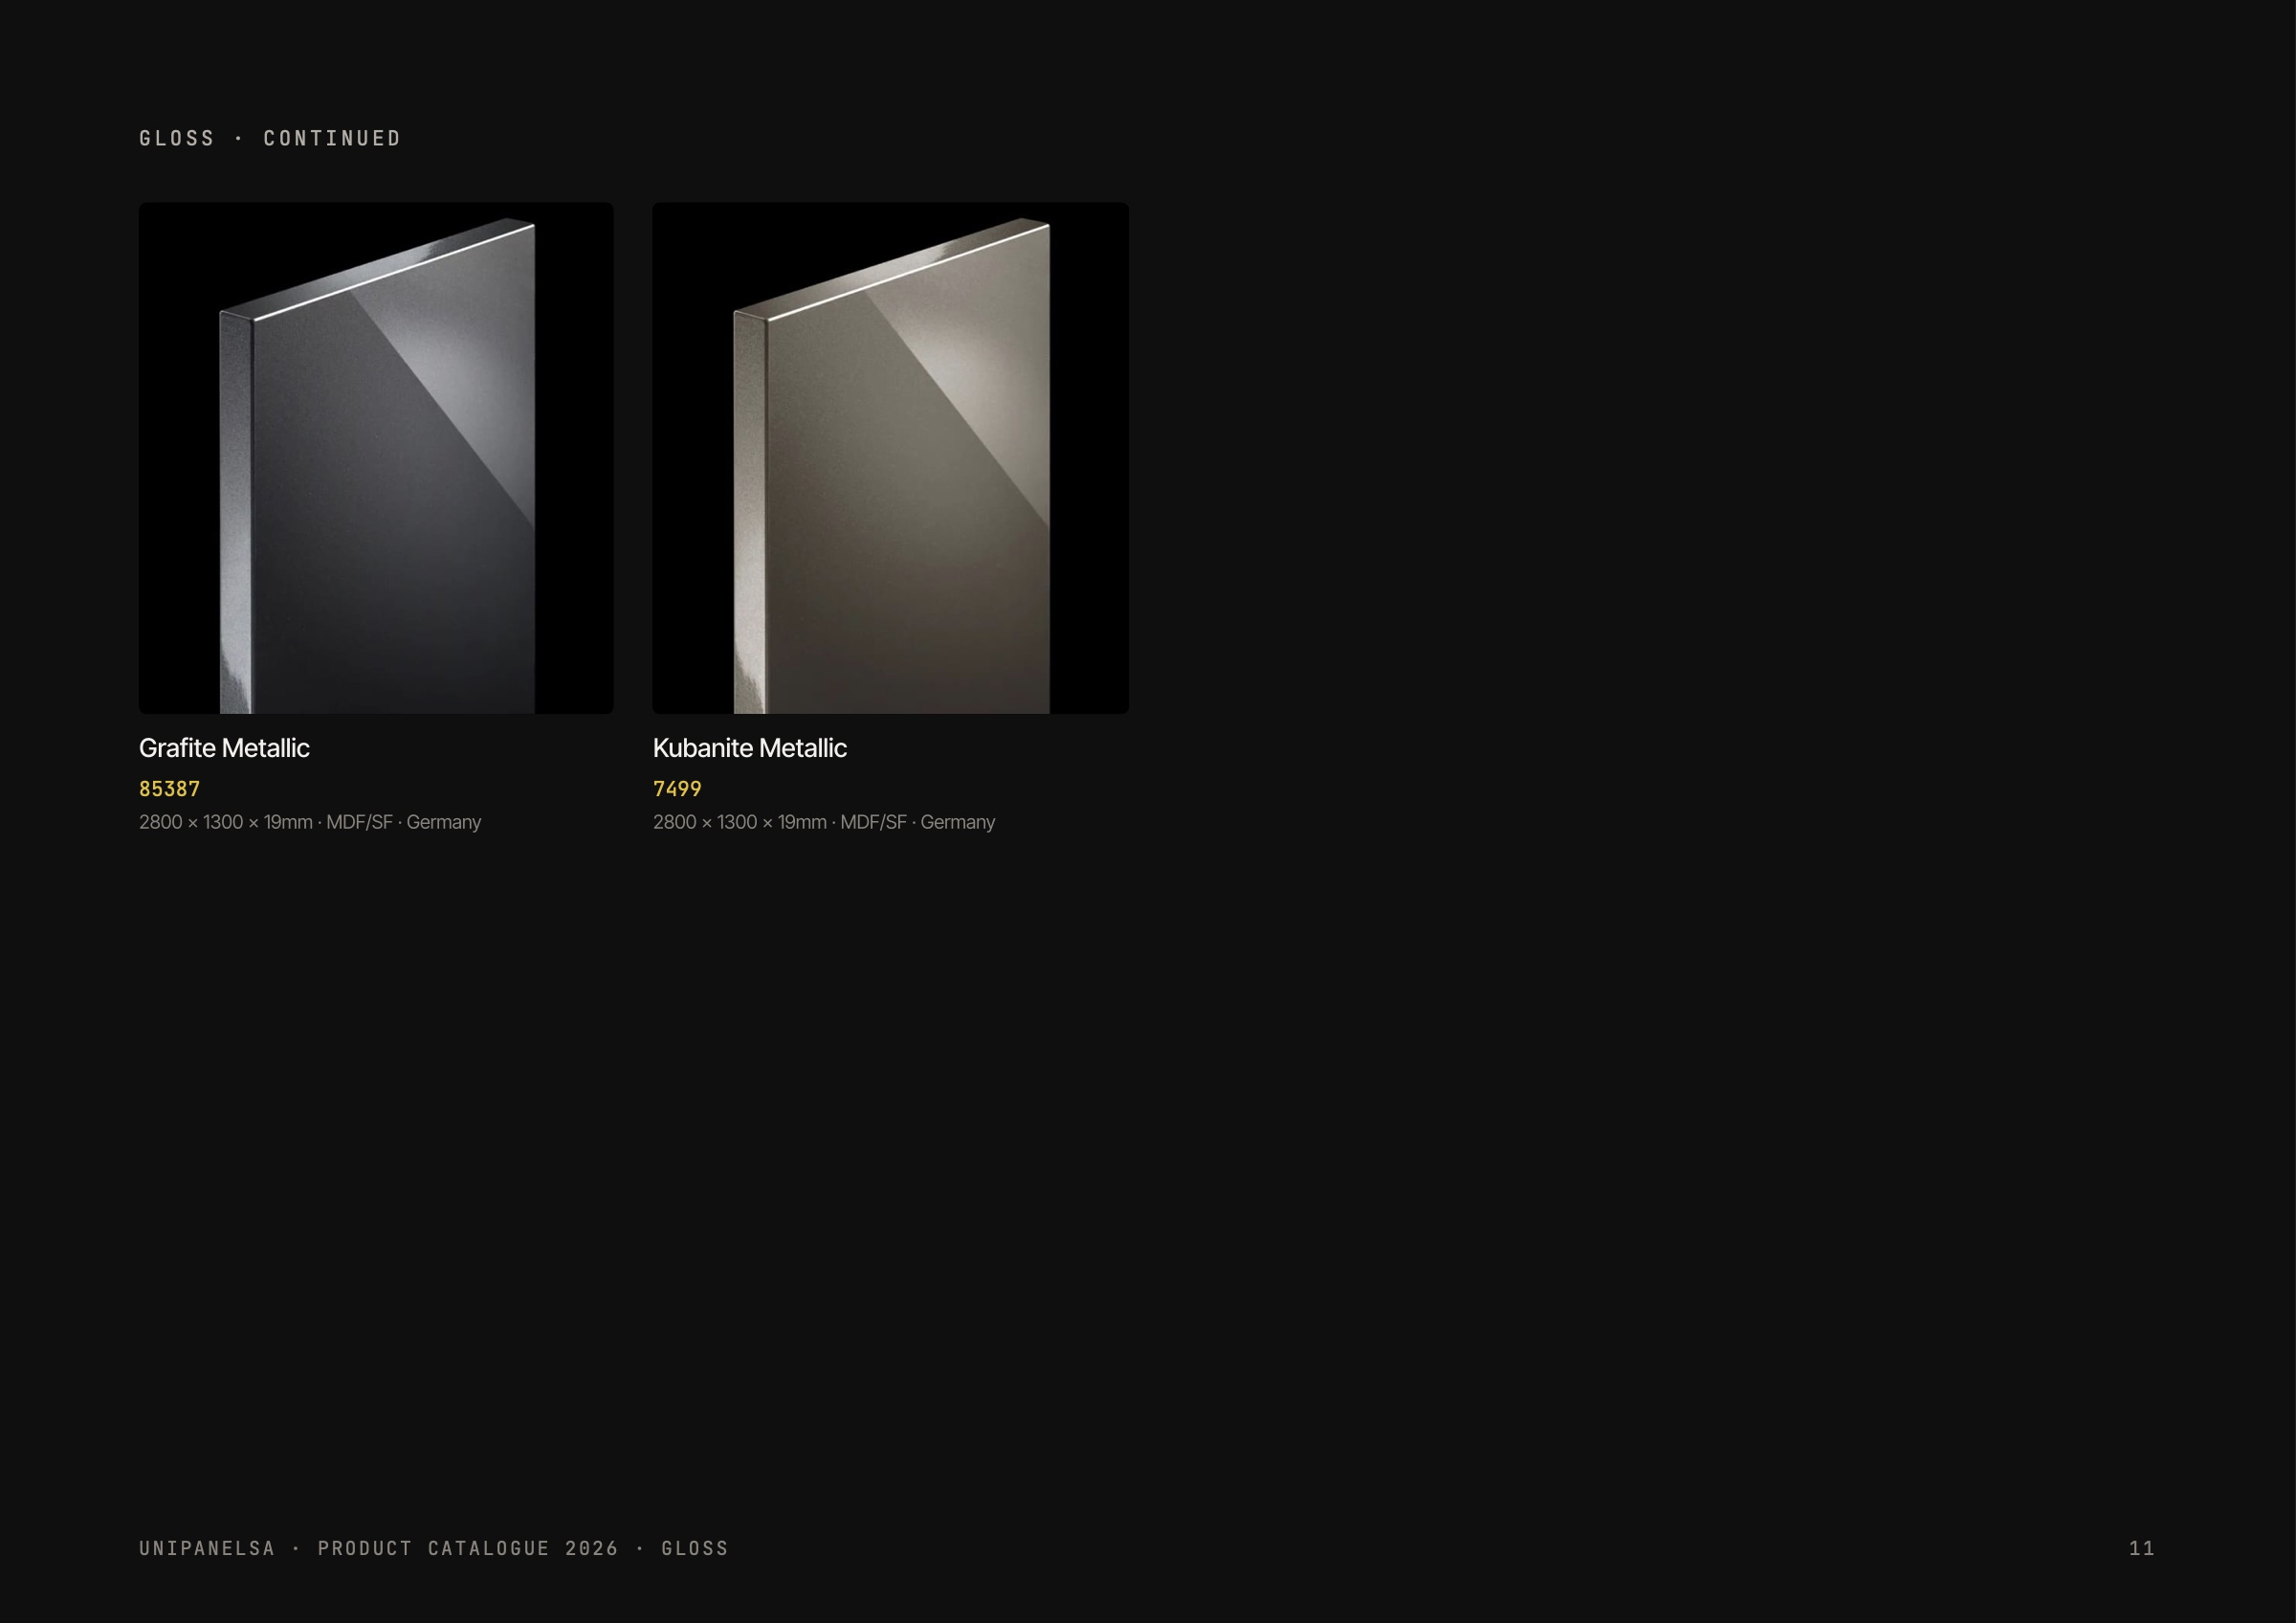 GLOSS · CONTINUED
Grafite Metallic
85387
2800 × 1300 × 19mm · MDF/SF · Germany
Kubanite Metallic
7499
2800 × 1300 × 19mm · MDF/SF · Germany
UNIPANELSA · PRODUCT CATALOGUE 2026 · GLOSS
11